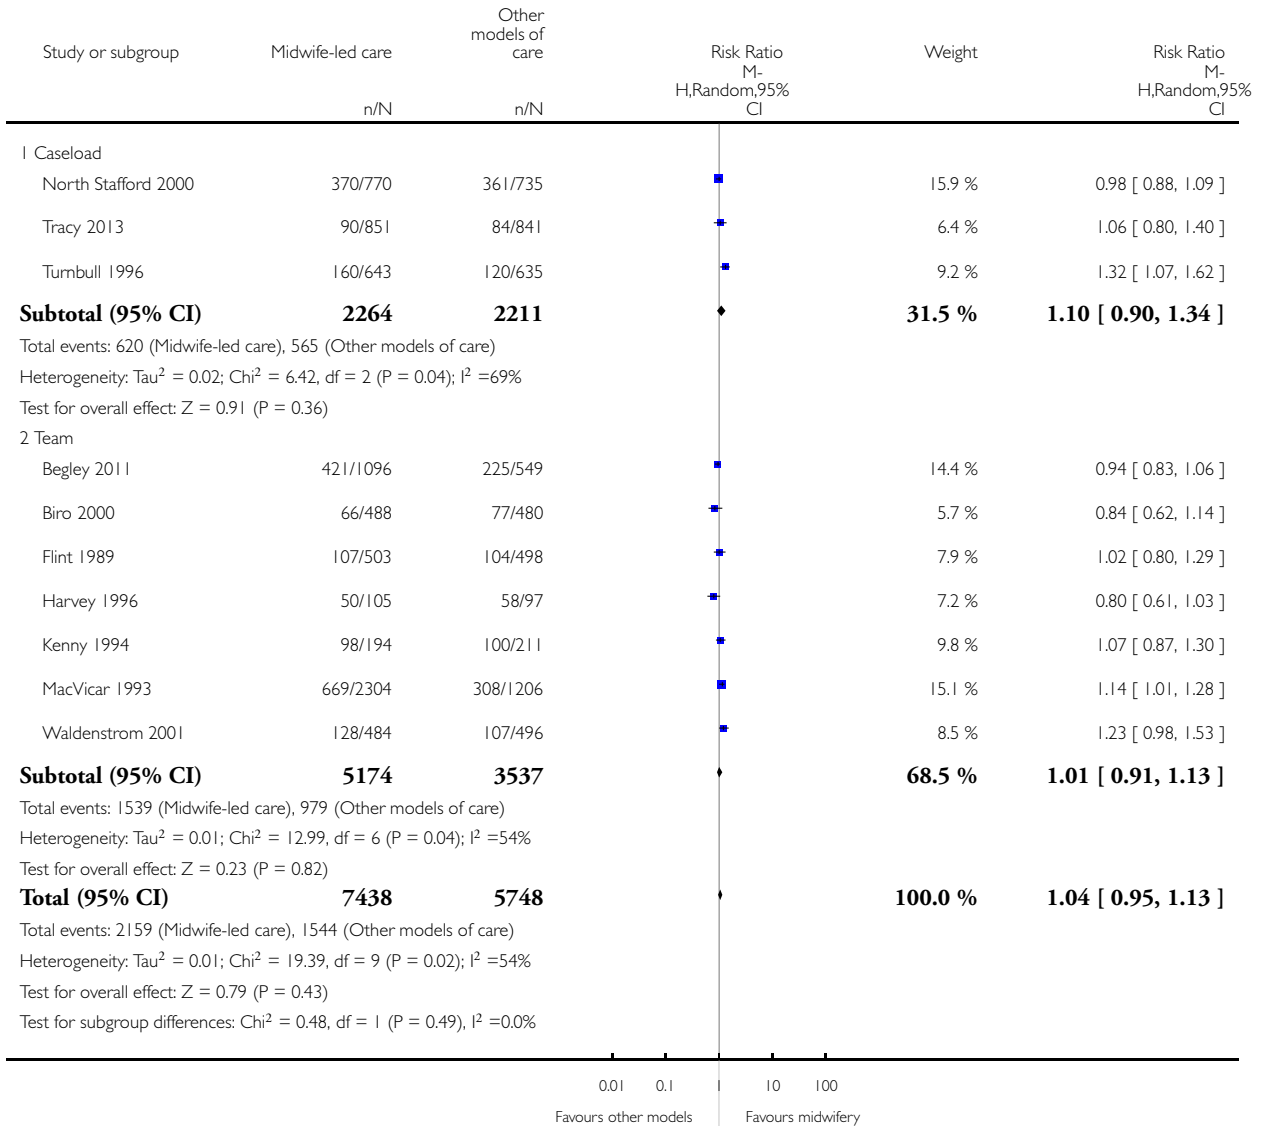 Other
models of
Study or subgroup Midwife-led care care Risk Ratio Weight Risk Ratio
M- M-
H,Random,95% H,Random,95%
n/N n/N CI CI
1 Caseload
North Stafford 2000 370/770 361/735 15.9 % 0.98 [ 0.88, 1.09 ]
Tracy 2013 90/851 84/841 6.4 % 1.06 [ 0.80, 1.40 ]
Turnbull 1996 160/643 120/635 9.2 % 1.32 [ 1.07, 1.62 ]
Subtotal (95% CI) 2264 2211 31.5 % 1.10 [ 0.90, 1.34 ]
Total events: 620 (Midwife-led care), 565 (Other models of care)
Heterogeneity: Tau² = 0.02; Chi² = 6.42, df = 2 (P = 0.04); I² =69%
Test for overall effect: Z = 0.91 (P = 0.36)
2 Team
Begley 2011 421/1096 225/549 14.4 % 0.94 [ 0.83, 1.06 ]
Biro 2000 66/488 77/480 5.7 % 0.84 [ 0.62, 1.14 ]
Flint 1989 107/503 104/498 7.9 % 1.02 [ 0.80, 1.29 ]
Harvey 1996 50/105 58/97 7.2 % 0.80 [ 0.61, 1.03 ]
Kenny 1994 98/194 100/211 9.8 % 1.07 [ 0.87, 1.30 ]
MacVicar 1993 669/2304 308/1206 15.1 % 1.14 [ 1.01, 1.28 ]
Waldenstrom 2001 128/484 107/496 8.5 % 1.23 [ 0.98, 1.53 ]
Subtotal (95% CI) 5174 3537 68.5 % 1.01 [ 0.91, 1.13 ]
Total events: 1539 (Midwife-led care), 979 (Other models of care)
Heterogeneity: Tau² = 0.01; Chi² = 12.99, df = 6 (P = 0.04); I² =54%
Test for overall effect: Z = 0.23 (P = 0.82)
Total (95% CI) 7438 5748 100.0 % 1.04 [ 0.95, 1.13 ]
Total events: 2159 (Midwife-led care), 1544 (Other models of care)
Heterogeneity: Tau² = 0.01; Chi² = 19.39, df = 9 (P = 0.02); I² =54%
Test for overall effect: Z = 0.79 (P = 0.43)
Test for subgroup differences: Chi² = 0.48, df = 1 (P = 0.49), I² =0.0%
0.01 0.1 1 10 100
Favours other models Favours midwifery